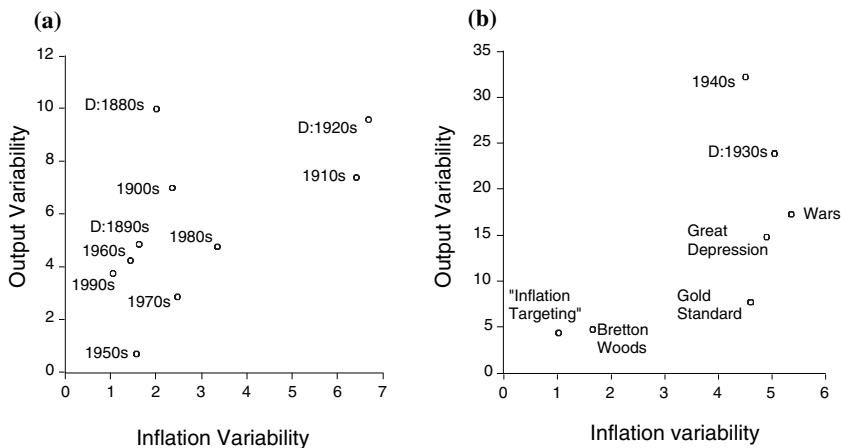 (a)
12
10
8
6
4
2
0
Output Variability
D:1880s
D:1920s
1910s
1900s
D:1890s
1980s
1960s
1990s
1970s
1950s
0 1 2 3 4 5 6 7
Inflation Variability
(b)
35
30
25
20
15
10
5
0
Output Variability
1940s
D:1930s
Wars
Great
Depression
Gold
Standard
"Inflation
Targeting"
Bretton
Woods
0 1 2 3 4 5 6
Inflation variability